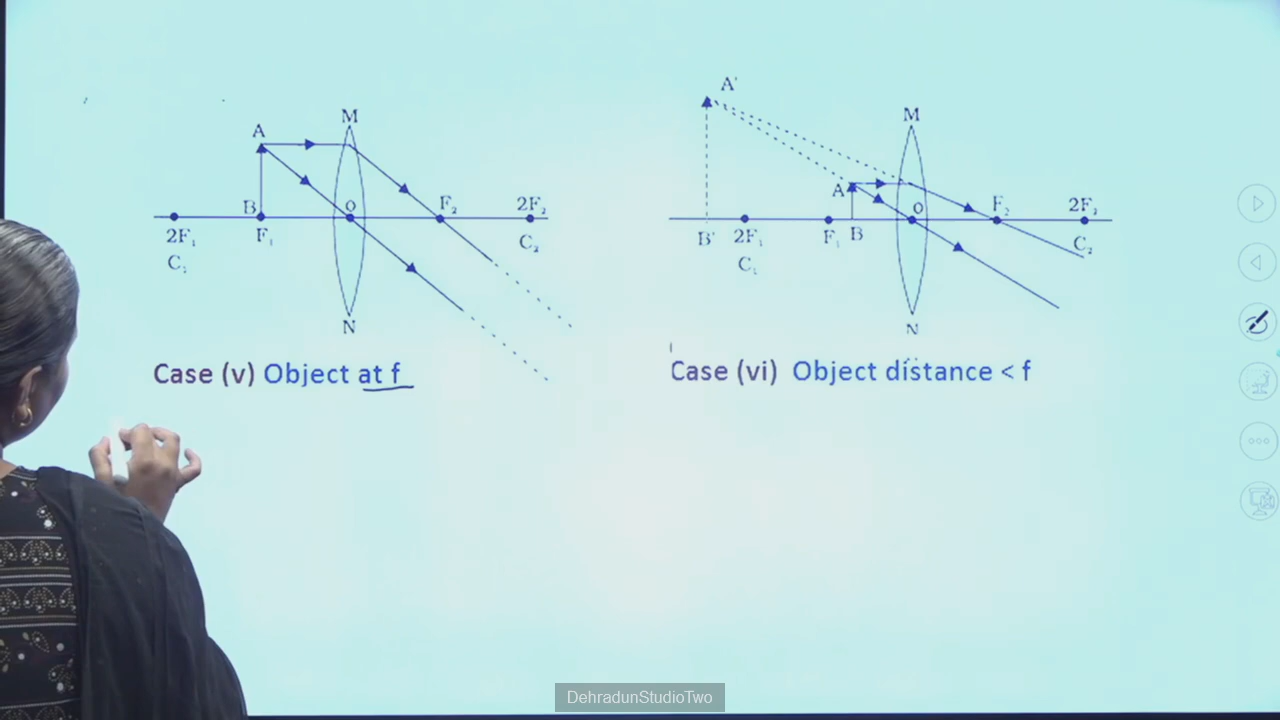 M
A
B
O
F₂
2F₂
2F₁
F₁
C₂
C₁
N
Case (v) Object at f
A'
M
A
O
F₂
2F₂
B'
2F₁
F₁
B
C₂
C₁
N
Case (vi) Object distance < f
DehradunStudioTwo